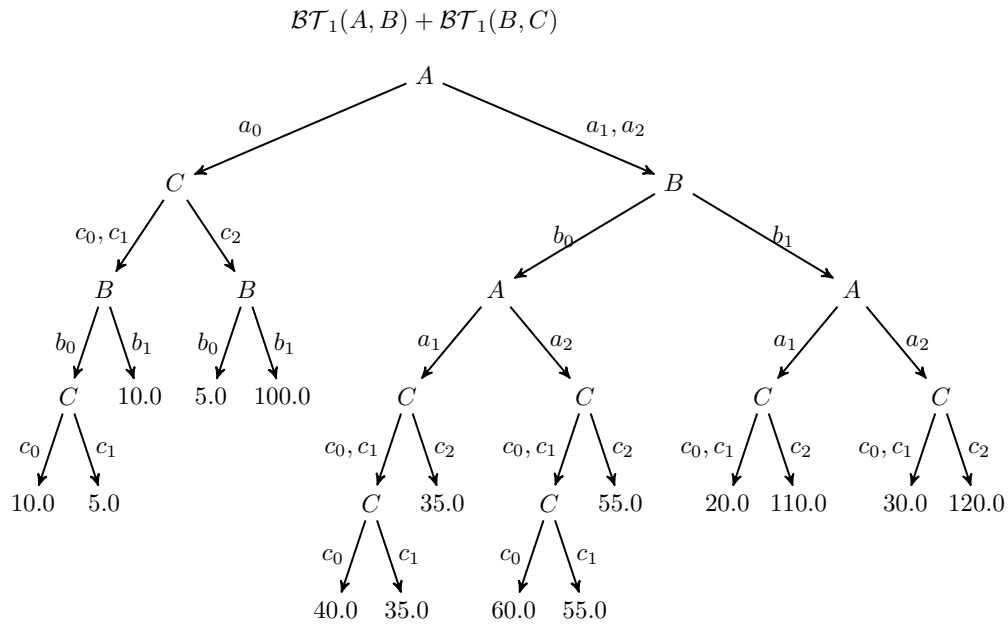 𝓑𝓣₁(A, B) + 𝓑𝓣₁(B, C)
A
a₀ a₁, a₂
C B
c₀, c₁ c₂ b₀ b₁
B B A A
b₀ b₁ b₀ b₁ a₁ a₂ a₁ a₂
C 10.0 5.0 100.0 C C C C
c₀ c₁ c₀, c₁ c₂ c₀, c₁ c₂ c₀, c₁ c₂ c₀, c₁ c₂
10.0 5.0 C 35.0 C 55.0 20.0 110.0 30.0 120.0
c₀ c₁ c₀ c₁
40.0 35.0 60.0 55.0